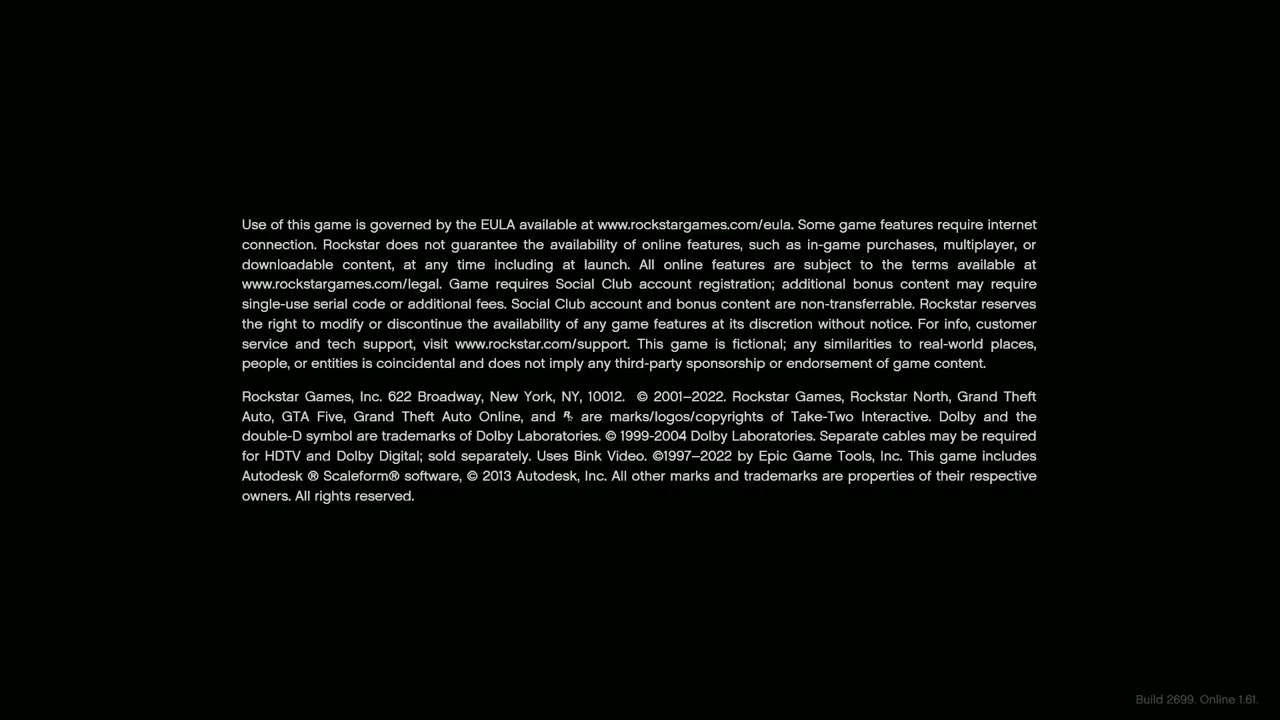 Use of this game is governed by the EULA available at www.rockstargames.com/eula. Some game features require internet
connection. Rockstar does not guarantee the availability of online features, such as in-game purchases, multiplayer, or
downloadable content, at any time including at launch. All online features are subject to the terms available at
www.rockstargames.com/legal. Game requires Social Club account registration; additional bonus content may require
single-use serial code or additional fees. Social Club account and bonus content are non-transferrable. Rockstar reserves
the right to modify or discontinue the availability of any game features at its discretion without notice. For info, customer
service and tech support, visit www.rockstar.com/support. This game is fictional; any similarities to real-world places,
people, or entities is coincidental and does not imply any third-party sponsorship or endorsement of game content.
Rockstar Games, Inc. 622 Broadway, New York, NY, 10012. © 2001–2022. Rockstar Games, Rockstar North, Grand Theft
Auto, GTA Five, Grand Theft Auto Online, and R* are marks/logos/copyrights of Take-Two Interactive. Dolby and the
double-D symbol are trademarks of Dolby Laboratories. © 1999-2004 Dolby Laboratories. Separate cables may be required
for HDTV and Dolby Digital; sold separately. Uses Bink Video. ©1997–2022 by Epic Game Tools, Inc. This game includes
Autodesk ® Scaleform® software, © 2013 Autodesk, Inc. All other marks and trademarks are properties of their respective
owners. All rights reserved.
Build 2699. Online 1.61.